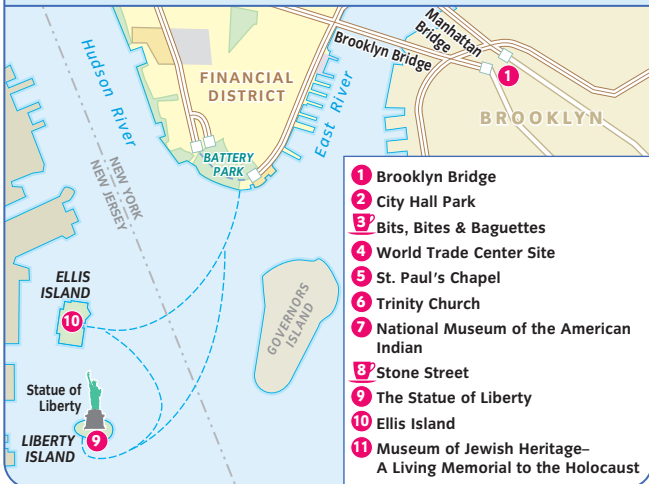 Hudson River
FINANCIAL
DISTRICT
BATTERY
PARK
East River
Brooklyn Bridge
Manhattan
Bridge
1
BROOKLYN
NEW YORK
NEW JERSEY
ELLIS
ISLAND
10
GOVERNORS
ISLAND
Statue of
Liberty
LIBERTY
ISLAND
9
1 Brooklyn Bridge
2 City Hall Park
3 Bits, Bites & Baguettes
4 World Trade Center Site
5 St. Paul's Chapel
6 Trinity Church
7 National Museum of the American
Indian
8 Stone Street
9 The Statue of Liberty
10 Ellis Island
11 Museum of Jewish Heritage–
A Living Memorial to the Holocaust